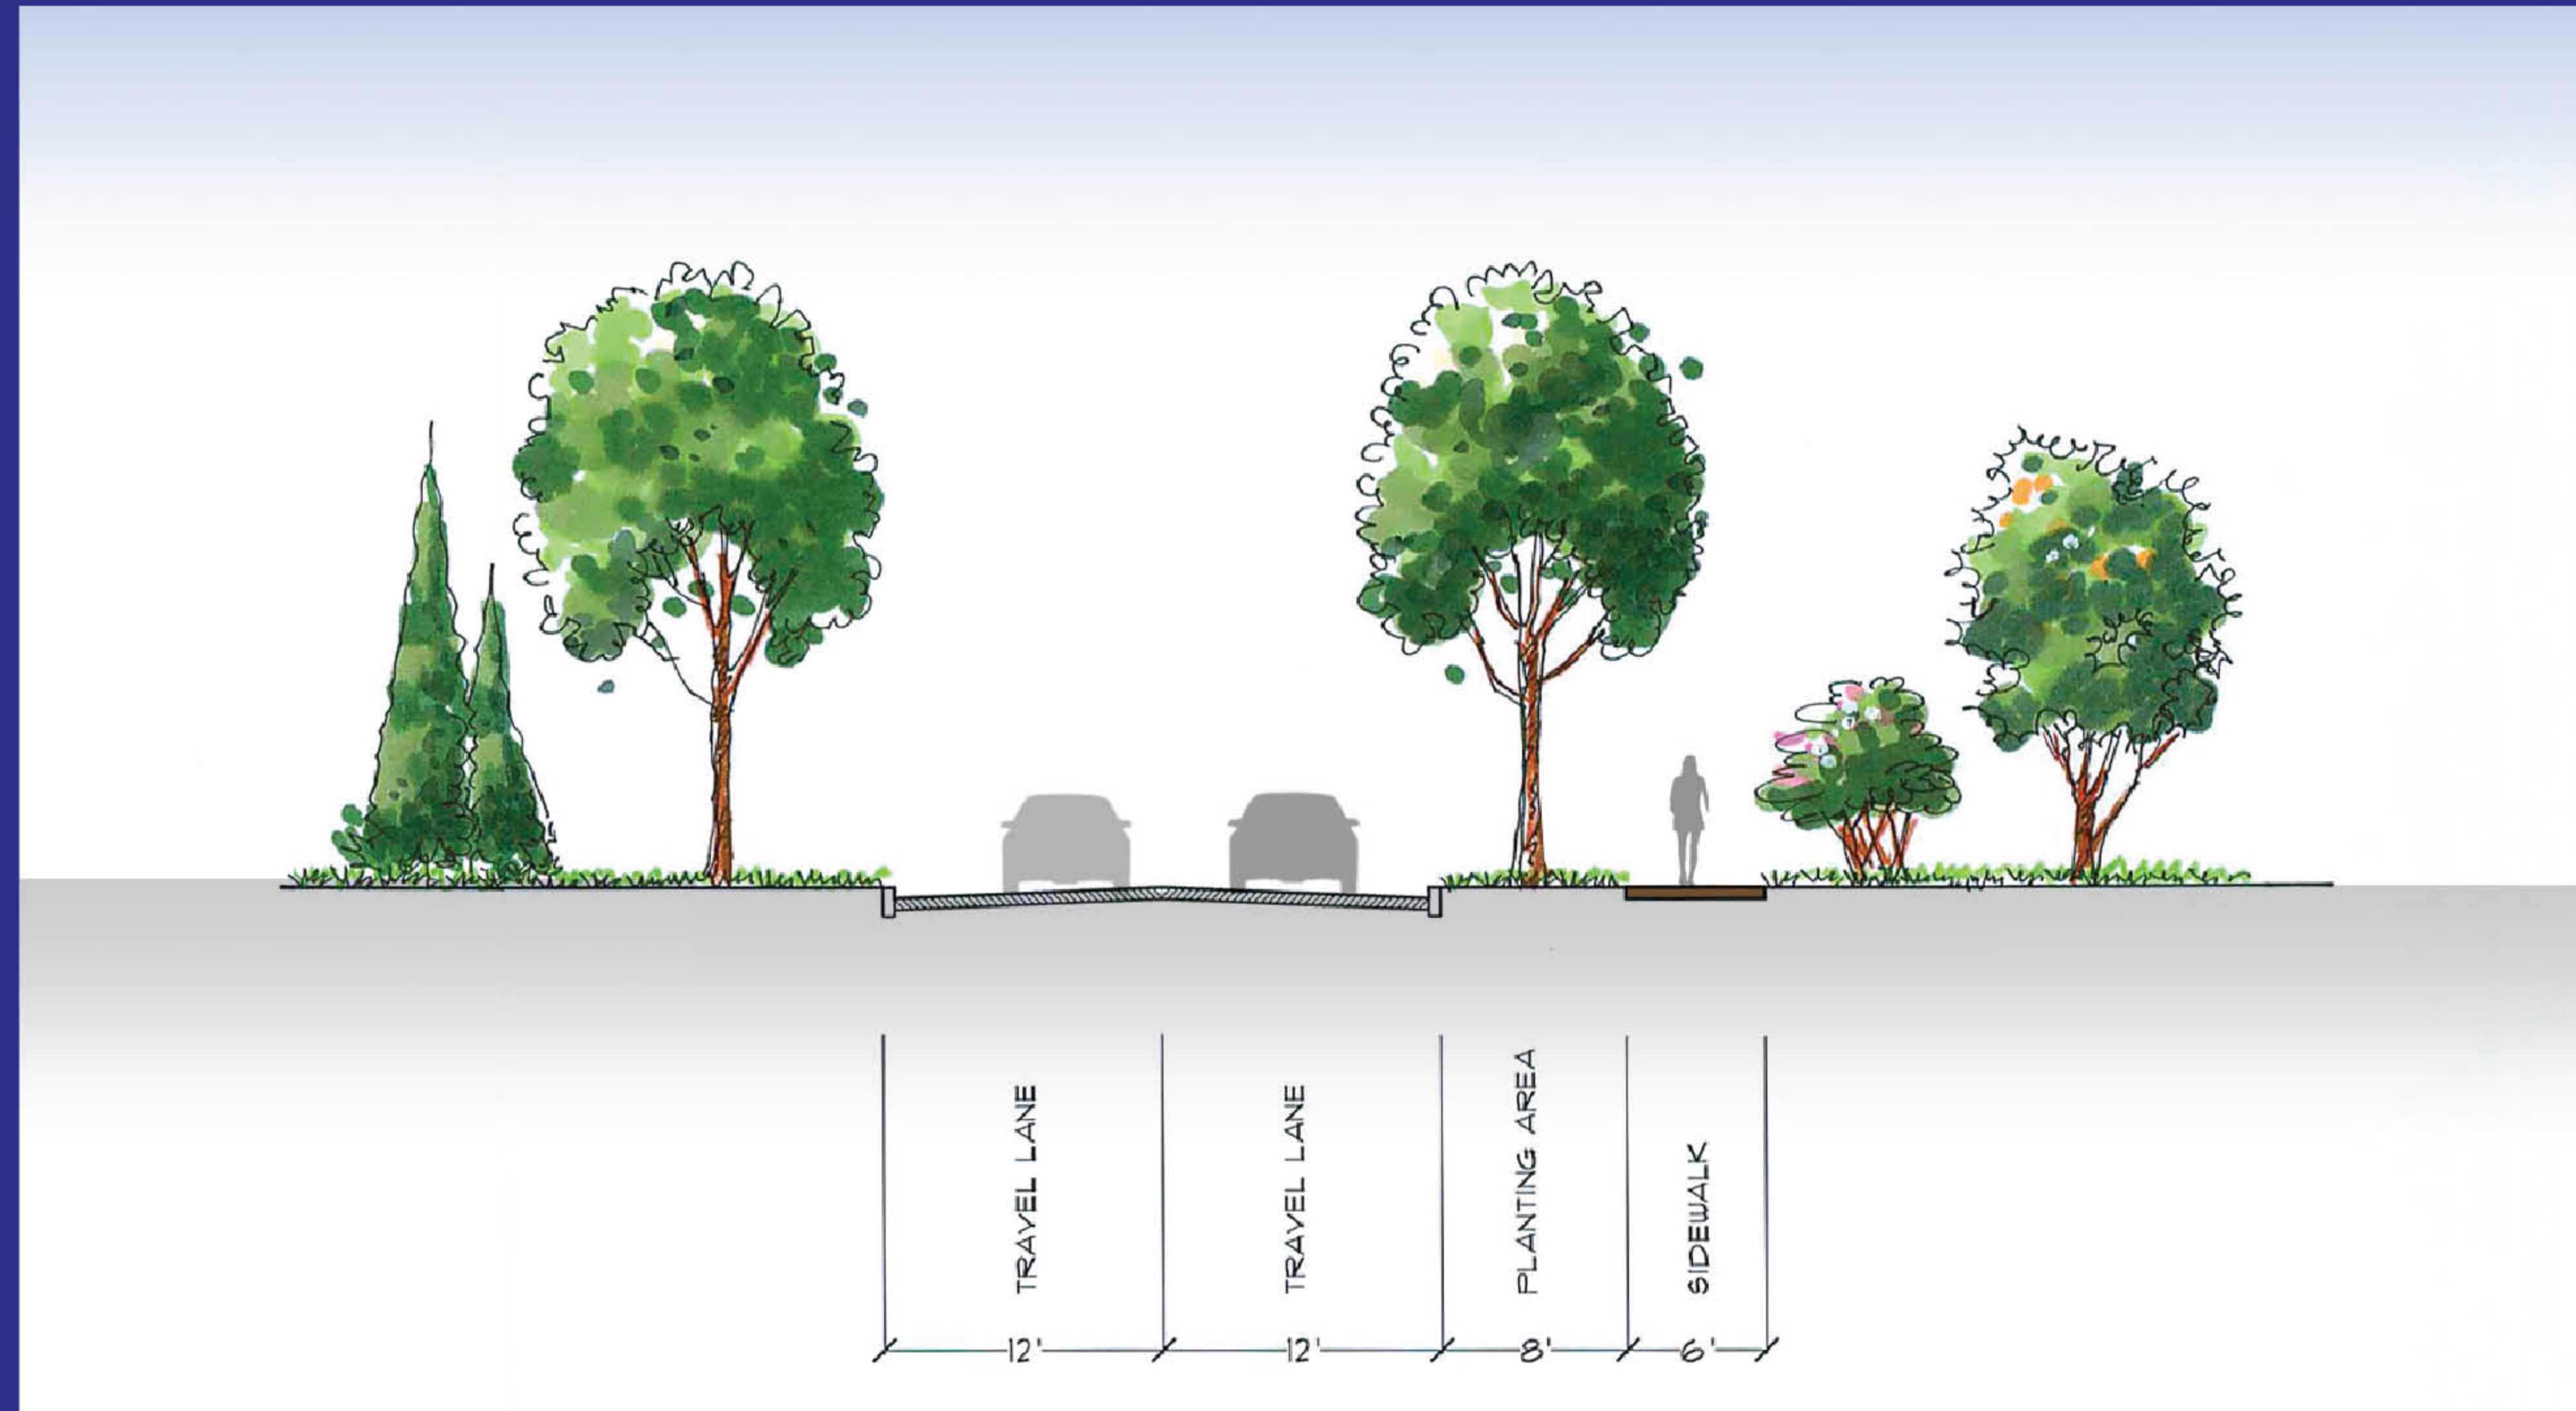 TRAVEL LANE
TRAVEL LANE
PLANTING AREA
SIDEWALK
12'
12'
8'
6'